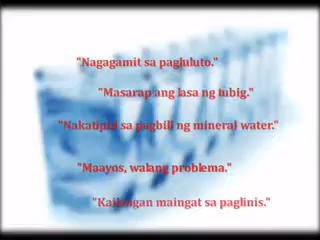 "Nagagamit sa pagluluto."
"Masarap ang lasa ng tubig."
"Nakatipid sa pagbili ng mineral water."
"Maayos, walang problema."
"Kailangan maingat sa paglinis."